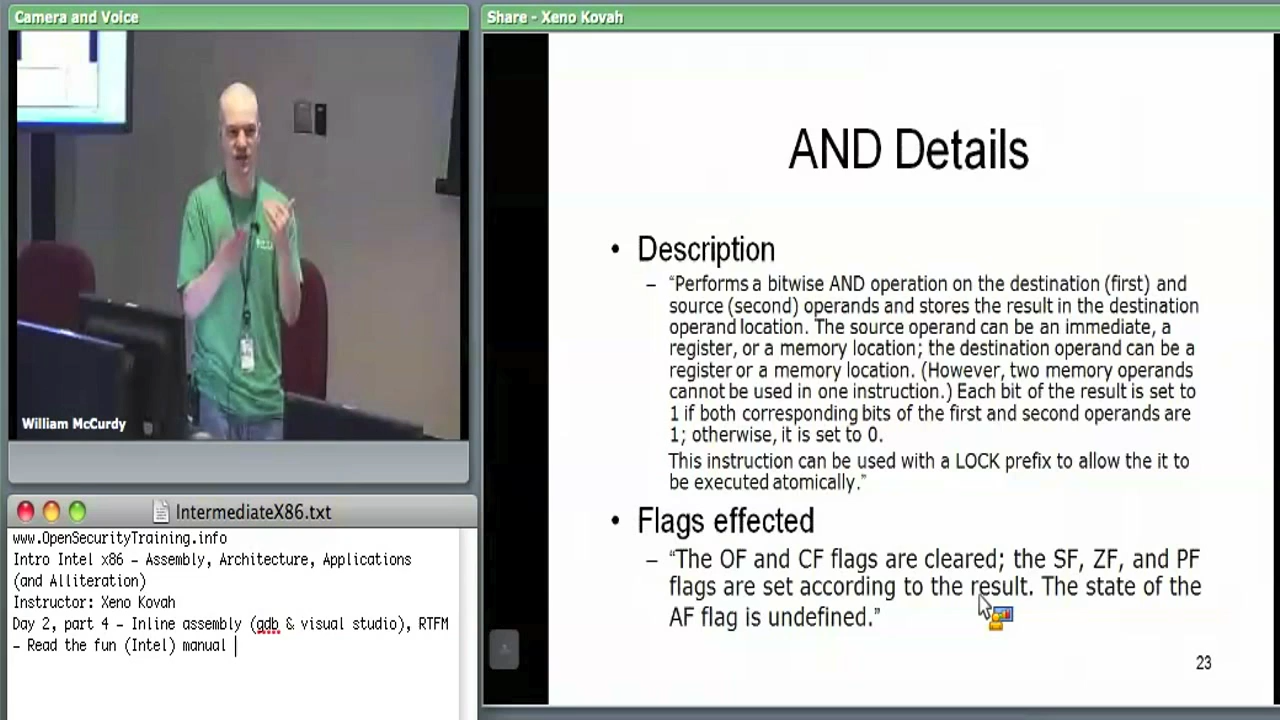 Camera and Voice
William McCurdy
IntermediateX86.txt
www.OpenSecurityTraining.info
Intro Intel x86 – Assembly, Architecture, Applications
(and Alliteration)
Instructor: Xeno Kovah
Day 2, part 4 – Inline assembly (gdb & visual studio), RTFM
– Read the fun (Intel) manual
Share - Xeno Kovah
AND Details
• Description
– “Performs a bitwise AND operation on the destination (first) and
source (second) operands and stores the result in the destination
operand location. The source operand can be an immediate, a
register, or a memory location; the destination operand can be a
register or a memory location. (However, two memory operands
cannot be used in one instruction.) Each bit of the result is set to
1 if both corresponding bits of the first and second operands are
1; otherwise, it is set to 0.
This instruction can be used with a LOCK prefix to allow the it to
be executed atomically.”
• Flags effected
– “The OF and CF flags are cleared; the SF, ZF, and PF
flags are set according to the result. The state of the
AF flag is undefined.”
23